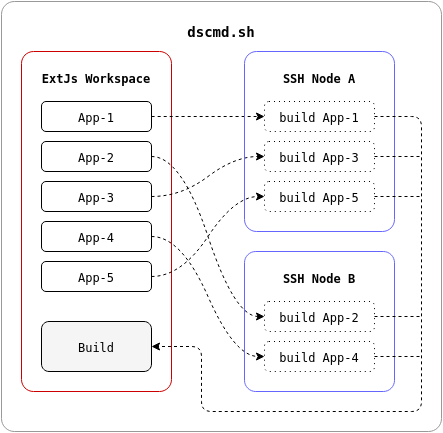 dscmd.sh
ExtJs Workspace
App-1
App-2
App-3
App-4
App-5
Build
SSH Node A
build App-1
build App-3
build App-5
SSH Node B
build App-2
build App-4